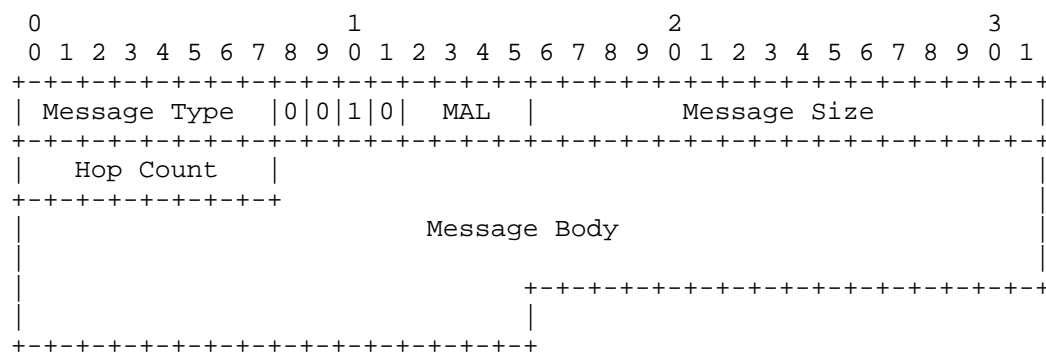 0                   1                   2                   3
 0 1 2 3 4 5 6 7 8 9 0 1 2 3 4 5 6 7 8 9 0 1 2 3 4 5 6 7 8 9 0 1
+-+-+-+-+-+-+-+-+-+-+-+-+-+-+-+-+-+-+-+-+-+-+-+-+-+-+-+-+-+-+-+-+
| Message Type  |0|0|1|0|  MAL  |         Message Size          |
+-+-+-+-+-+-+-+-+-+-+-+-+-+-+-+-+-+-+-+-+-+-+-+-+-+-+-+-+-+-+-+-+
|   Hop Count   |                                               |
+-+-+-+-+-+-+-+-+                                               |
|                         Message Body                          |
|                                                               |
|                               +-+-+-+-+-+-+-+-+-+-+-+-+-+-+-+-+
|                               |
+-+-+-+-+-+-+-+-+-+-+-+-+-+-+-+-+